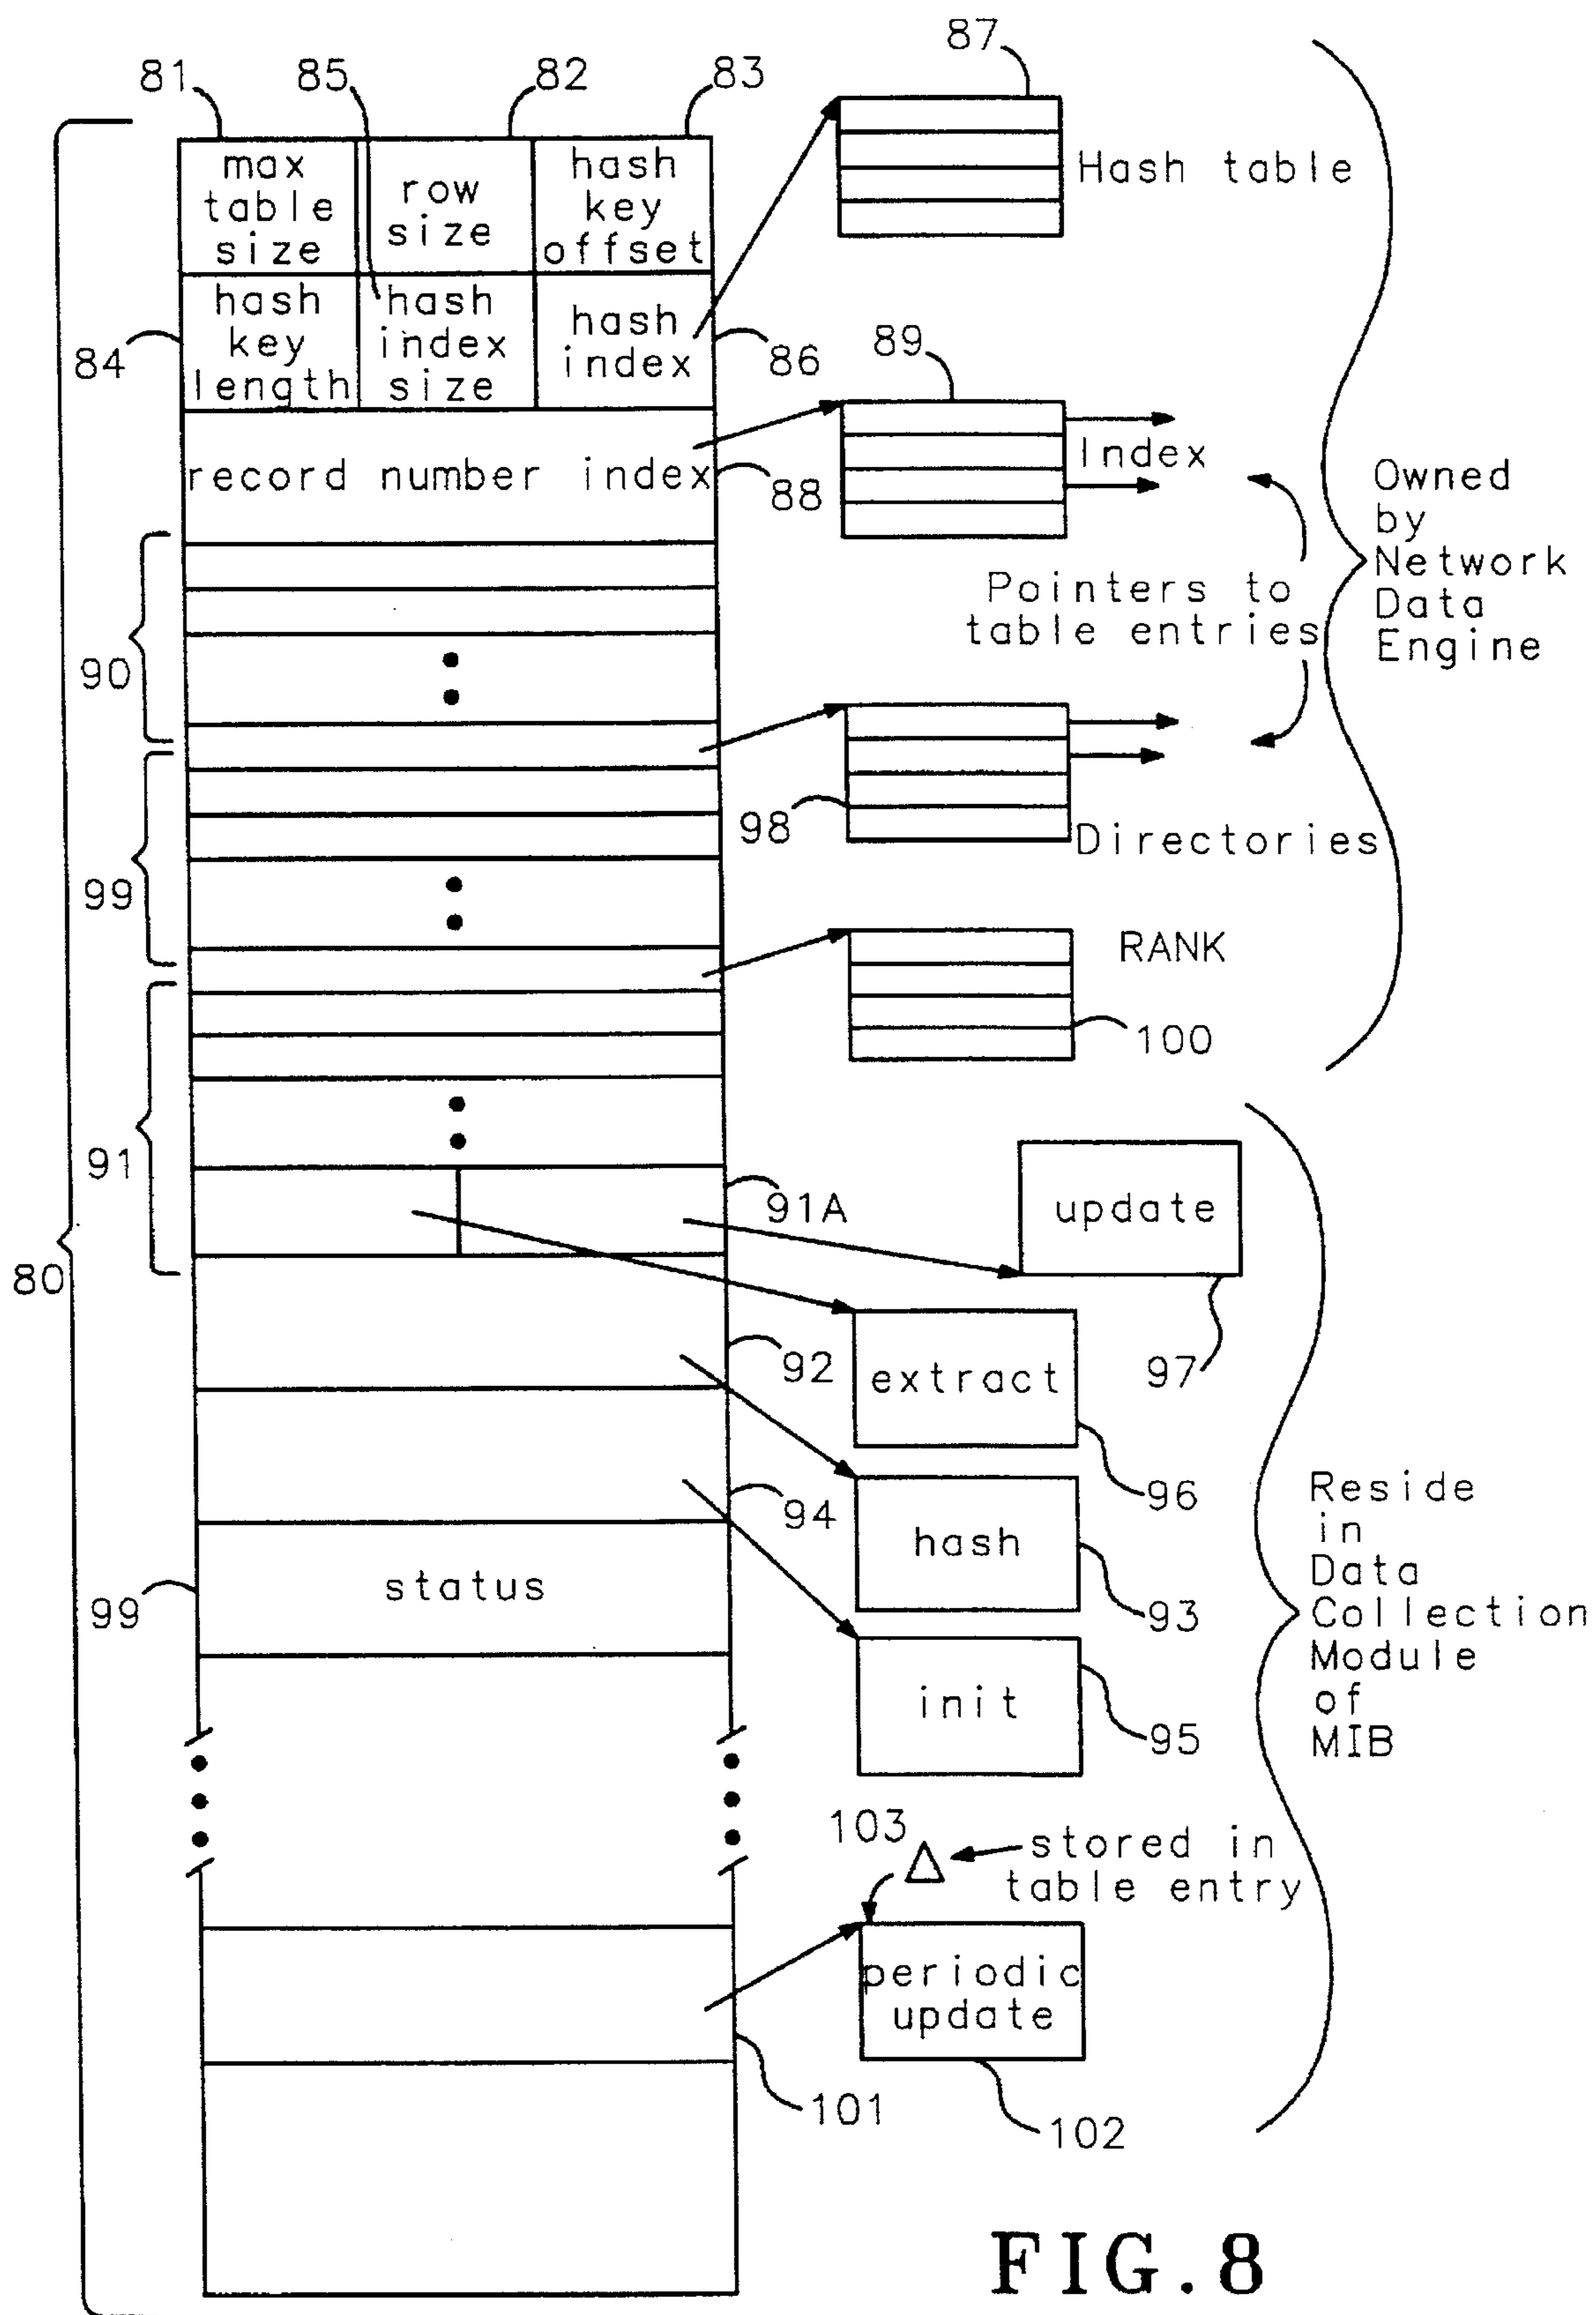 87
81
85
82
83
max
table
size
row
size
hash
key
offset
Hash table
hash
key
length
hash
index
size
hash
index
84
86
89
record number index
88
Index
Owned
by
Network
Data
Engine
Pointers to
table entries
90
98
Directories
99
RANK
100
91
91A
update
80
97
92
extract
96
94
hash
93
status
99
Reside
in
Data
Collection
Module
of
MIB
init
95
103
stored in
table entry
periodic
update
101
102
FIG. 8